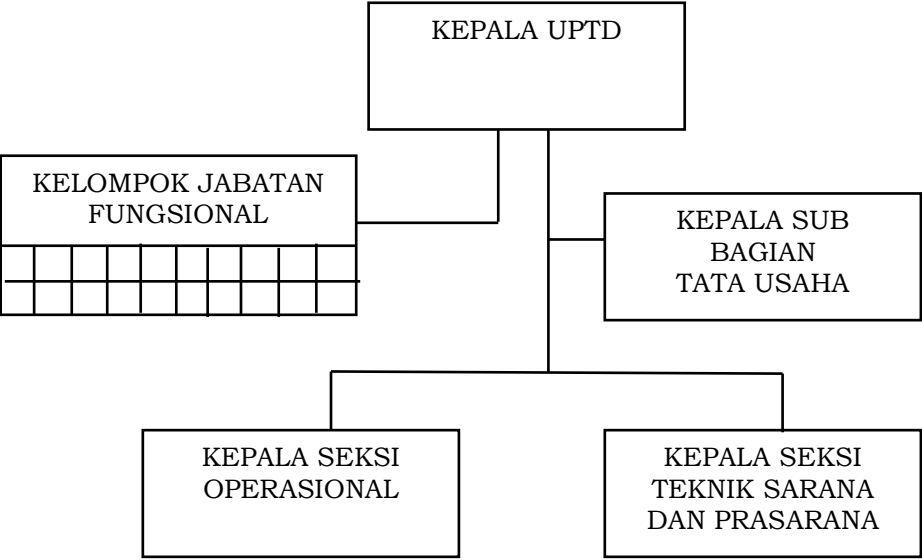 KEPALA UPTD
KELOMPOK JABATAN
FUNGSIONAL
KEPALA SUB
BAGIAN
TATA USAHA
KEPALA SEKSI
OPERASIONAL
KEPALA SEKSI
TEKNIK SARANA
DAN PRASARANA